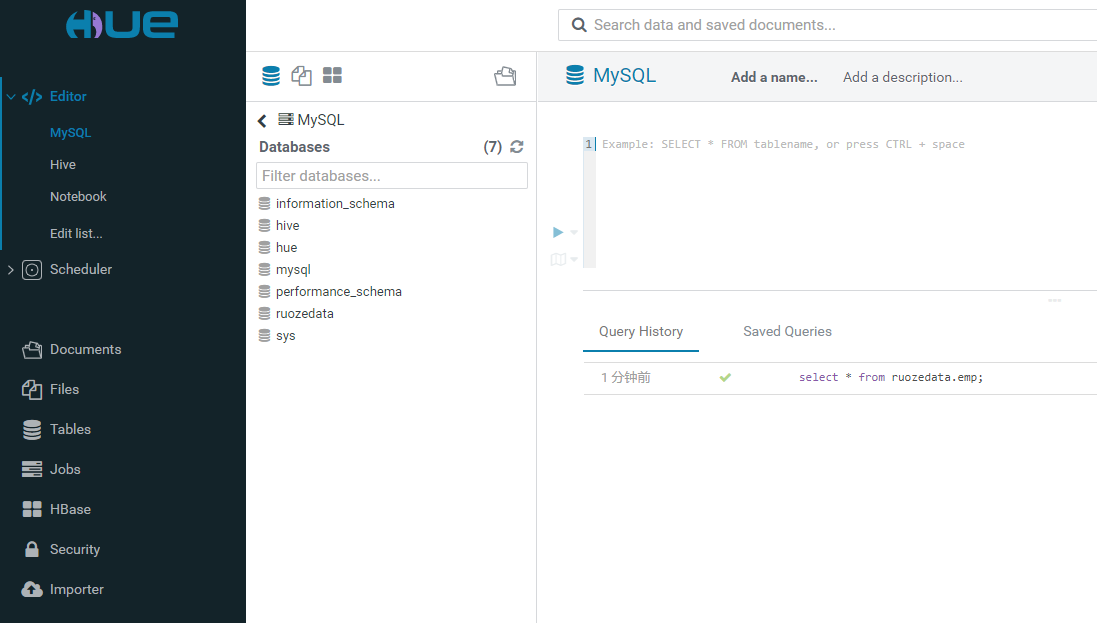 HUE
Search data and saved documents...
Editor
MySQL
Hive
Notebook
Edit list...
Scheduler
Documents
Files
Tables
Jobs
HBase
Security
Importer
MySQL
Databases (7)
Filter databases...
information_schema
hive
hue
mysql
performance_schema
ruozedata
sys
MySQL Add a name... Add a description...
1 Example: SELECT * FROM tablename, or press CTRL + space
Query History Saved Queries
1 分钟前 select * from ruozedata.emp;